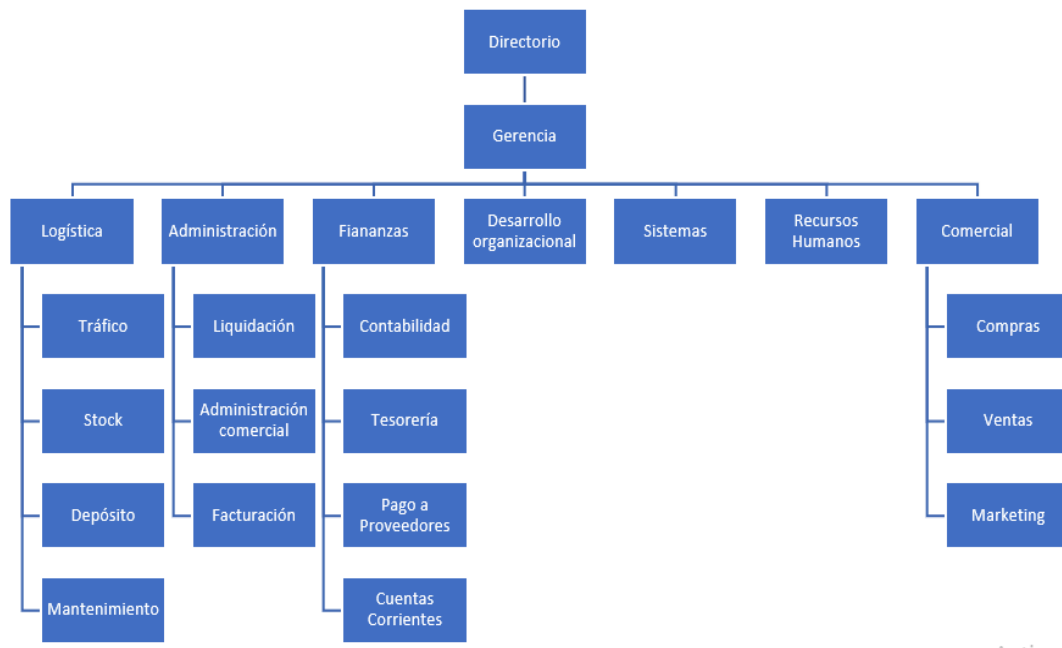 Directorio
Gerencia
Logística
Administración
Fiananzas
Desarrollo
organizacional
Sistemas
Recursos
Humanos
Comercial
Tráfico
Liquidación
Contabilidad
Compras
Stock
Administración
comercial
Tesorería
Ventas
Depósito
Facturación
Pago a
Proveedores
Marketing
Mantenimiento
Cuentas
Corrientes